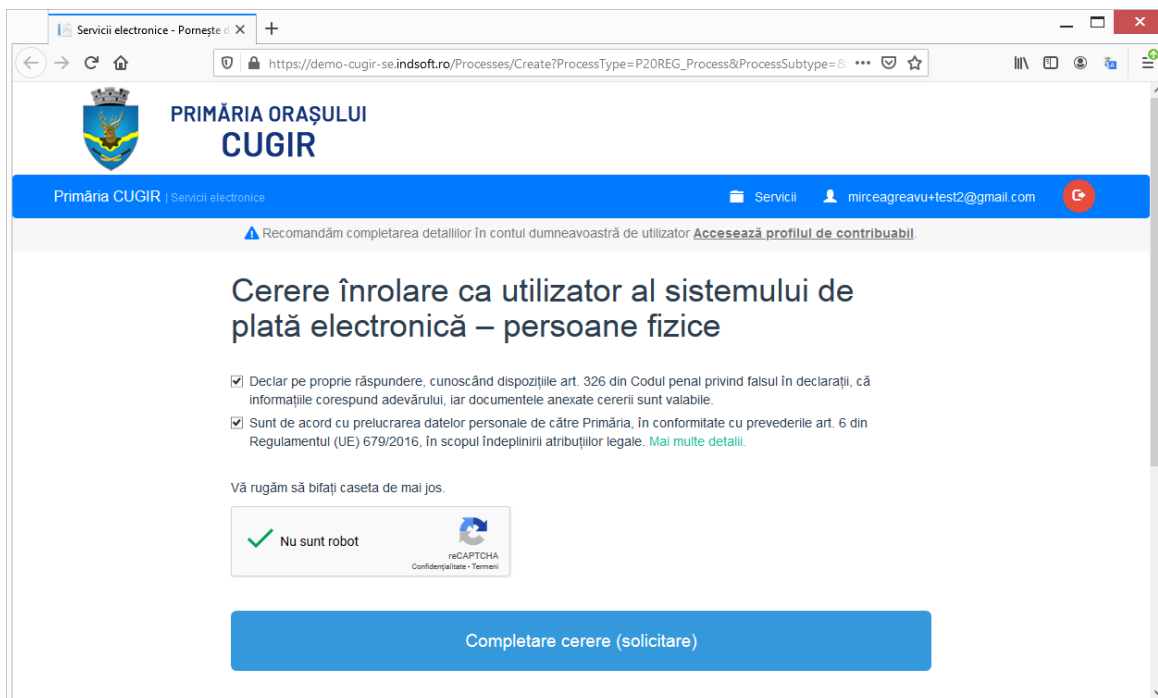 Servicii electronice - Pornește d
https://demo-cugir-se.indsoft.ro/Processes/Create?ProcessType=P20REG_Process&ProcessSubtype=&
PRIMĂRIA ORAȘULUI
CUGIR
Primăria CUGIR | Servicii electronice
Servicii
mirceagreavu+test2@gmail.com
Recomandăm completarea detaliilor în contul dumneavoastră de utilizator Accesează profilul de contribuabil.
Cerere înrolare ca utilizator al sistemului de
plată electronică – persoane fizice
Declar pe proprie răspundere, cunoscând dispozițiile art. 326 din Codul penal privind falsul în declarații, că
informațiile corespund adevărului, iar documentele anexate cererii sunt valabile.
Sunt de acord cu prelucrarea datelor personale de către Primăria, în conformitate cu prevederile art. 6 din
Regulamentul (UE) 679/2016, în scopul îndeplinirii atribuțiilor legale. Mai multe detalii.
Vă rugăm să bifați caseta de mai jos.
Nu sunt robot
reCAPTCHA
Confidențialitate - Termeni
Completare cerere (solicitare)